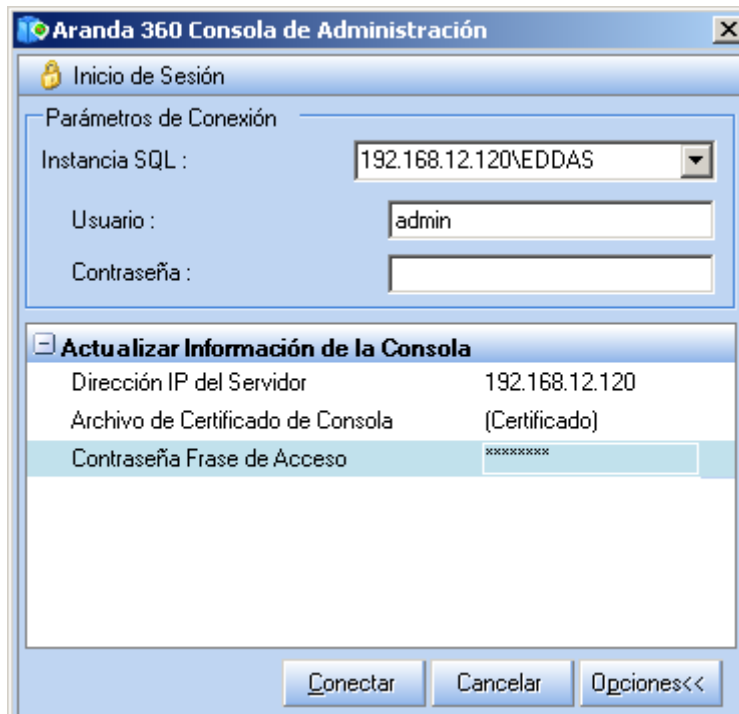 Aranda 360 Consola de Administración
Inicio de Sesión
Parámetros de Conexión
Instancia SQL : 192.168.12.120\EDDAS
Usuario : admin
Contraseña :
Actualizar Información de la Consola
Dirección IP del Servidor 192.168.12.120
Archivo de Certificado de Consola (Certificado)
Contraseña Frase de Acceso ********
Conectar Cancelar Opciones<<